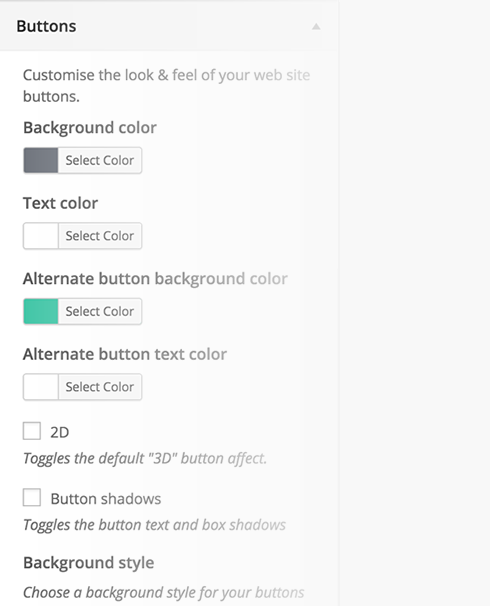 Buttons
Customise the look & feel of your web site
buttons.
Background color
Select Color
Text color
Select Color
Alternate button background color
Select Color
Alternate button text color
Select Color
2D
Toggles the default "3D" button affect.
Button shadows
Toggles the button text and box shadows
Background style
Choose a background style for your buttons